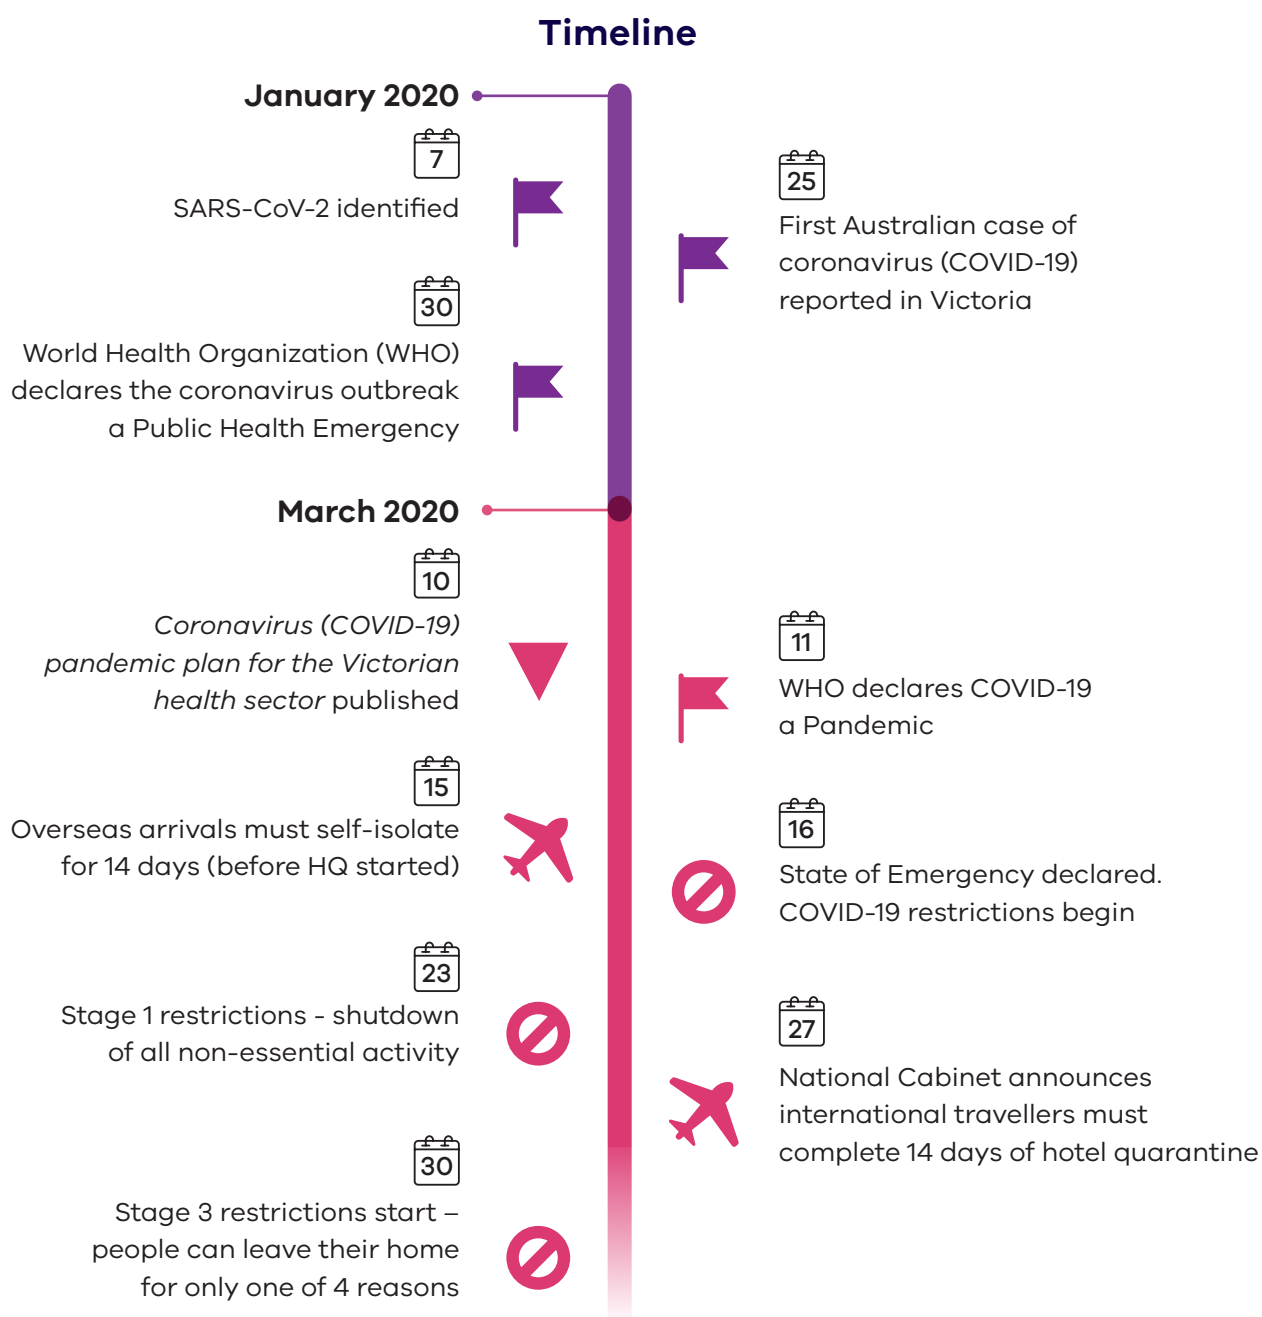 Timeline
January 2020
7
SARS-CoV-2 identified
25
First Australian case of
coronavirus (COVID-19)
reported in Victoria
30
World Health Organization (WHO)
declares the coronavirus outbreak
a Public Health Emergency
March 2020
10
Coronavirus (COVID-19)
pandemic plan for the Victorian
health sector published
11
WHO declares COVID-19
a Pandemic
15
Overseas arrivals must self-isolate
for 14 days (before HQ started)
16
State of Emergency declared.
COVID-19 restrictions begin
23
Stage 1 restrictions - shutdown
of all non-essential activity
27
National Cabinet announces
international travellers must
complete 14 days of hotel quarantine
30
Stage 3 restrictions start –
people can leave their home
for only one of 4 reasons